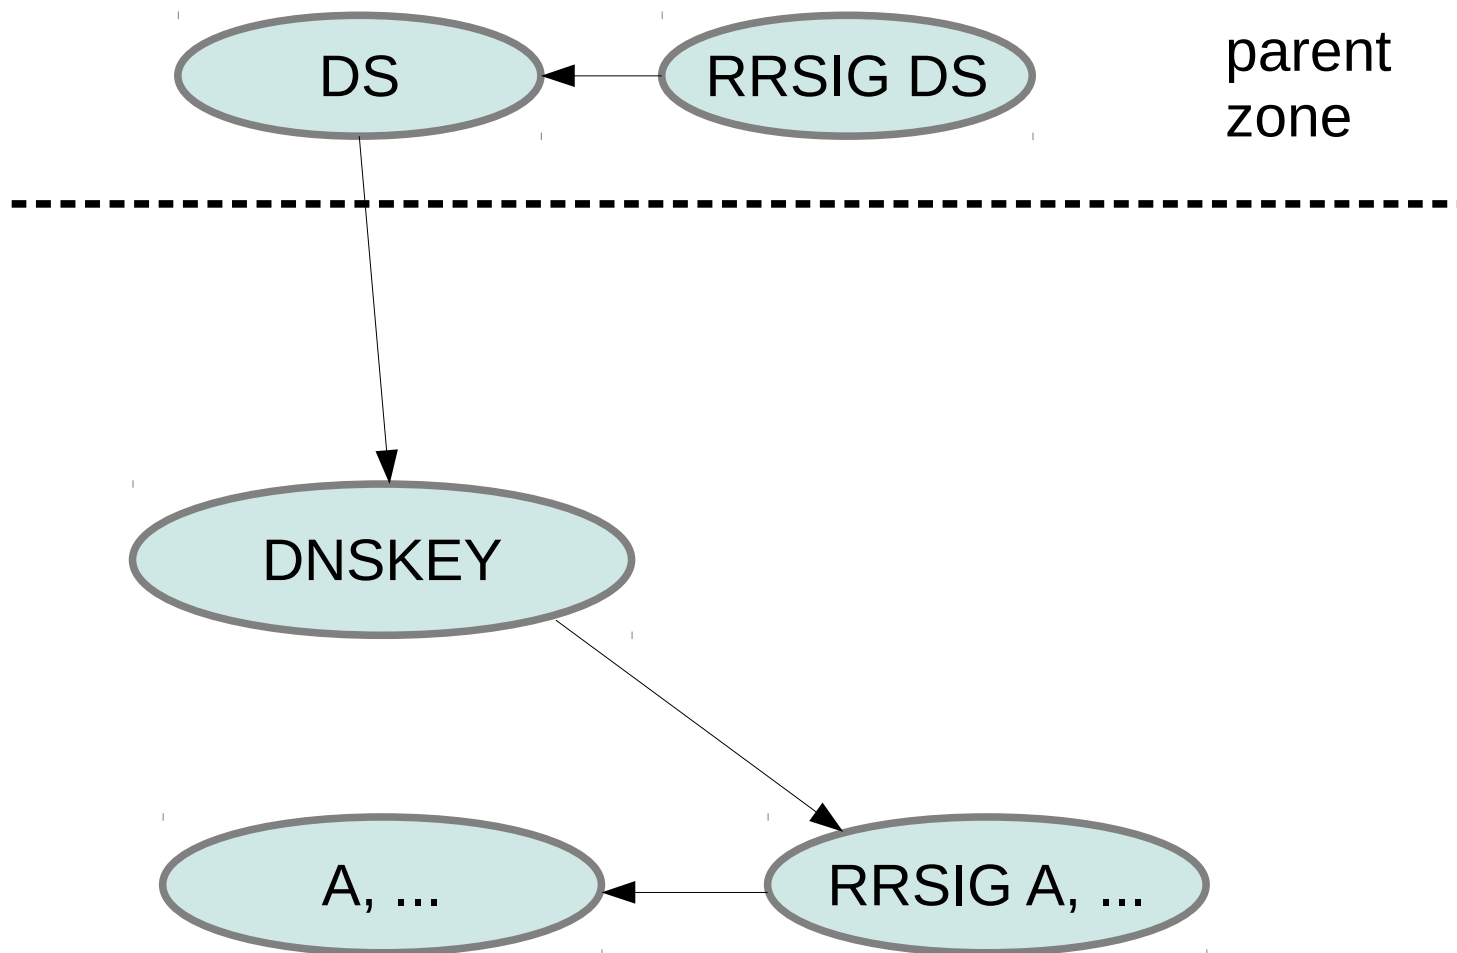 DS
RRSIG DS
parent
zone
DNSKEY
A, ...
RRSIG A, ...